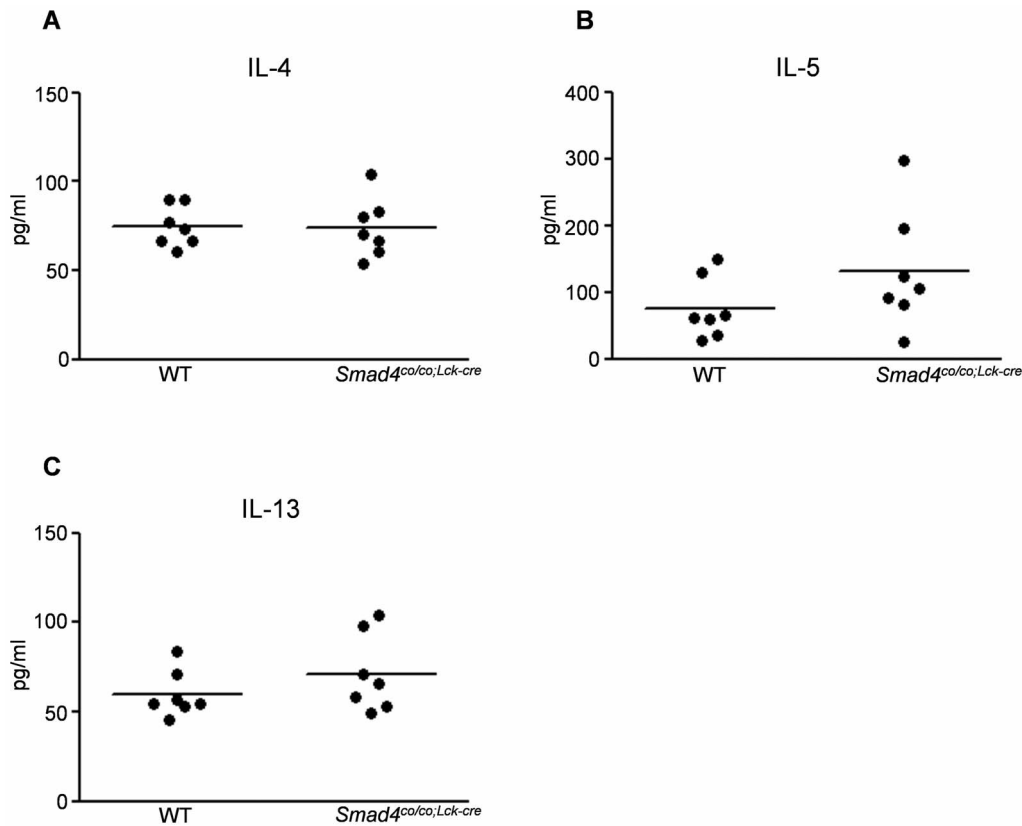 A
IL-4
pg/ml
150
100
50
0
WT
Smad4co/co;Lck-cre
B
IL-5
pg/ml
400
300
200
100
0
WT
Smad4co/co;Lck-cre
C
IL-13
pg/ml
150
100
50
0
WT
Smad4co/co;Lck-cre